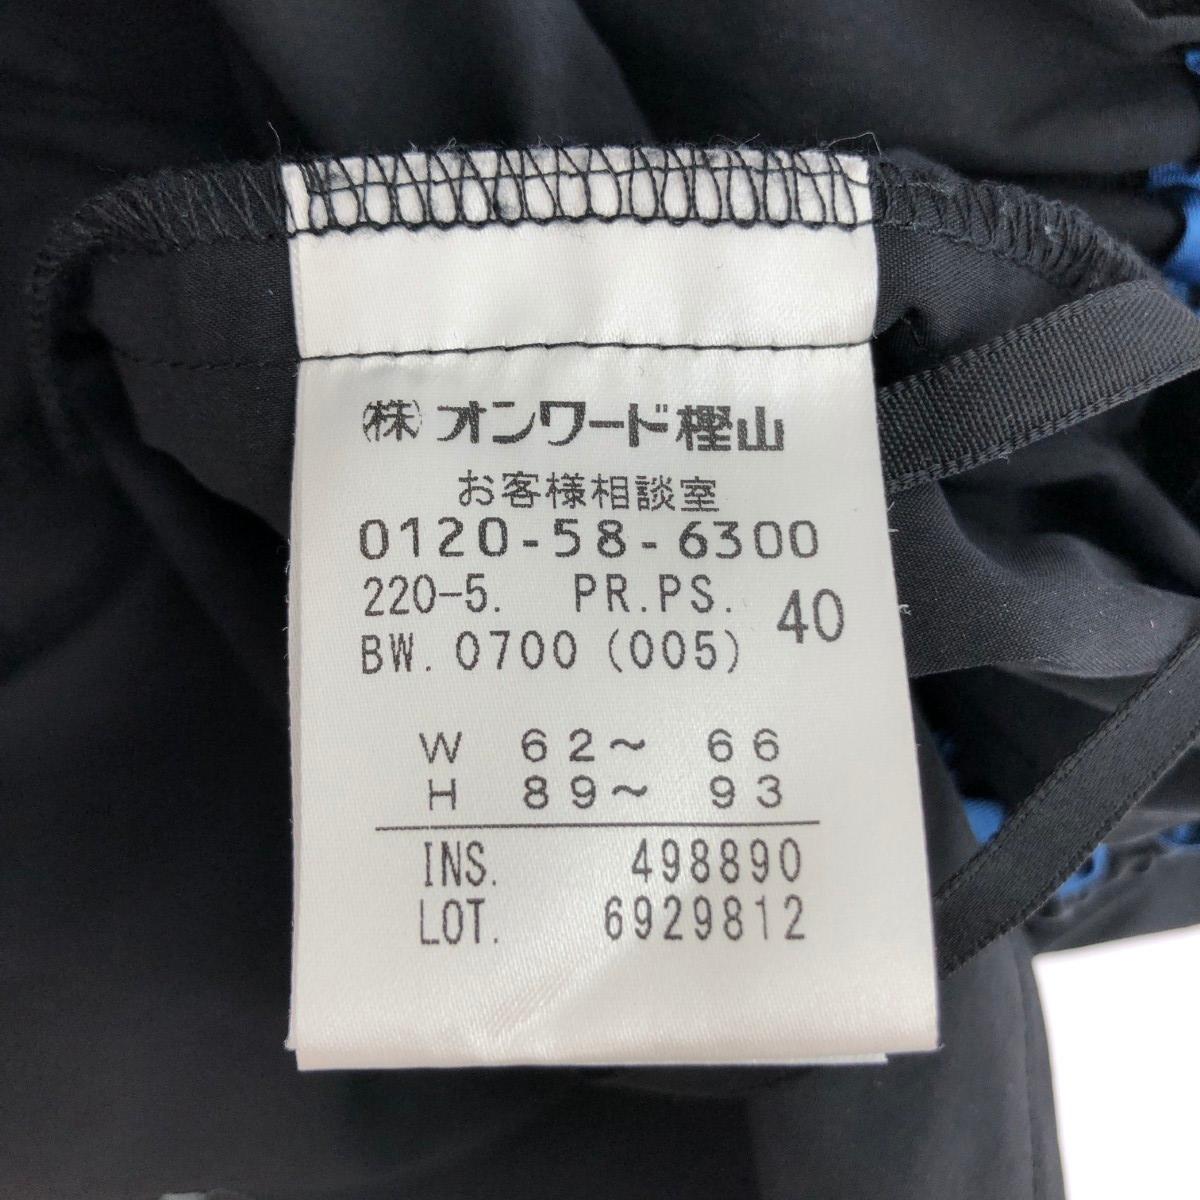 ㈱オンワード樫山
お客様相談室
0120-58-6300
220-5. PR.PS. 40
BW. 0700 (005)
W 62～ 66
H 89～ 93
INS. 498890
LOT. 6929812